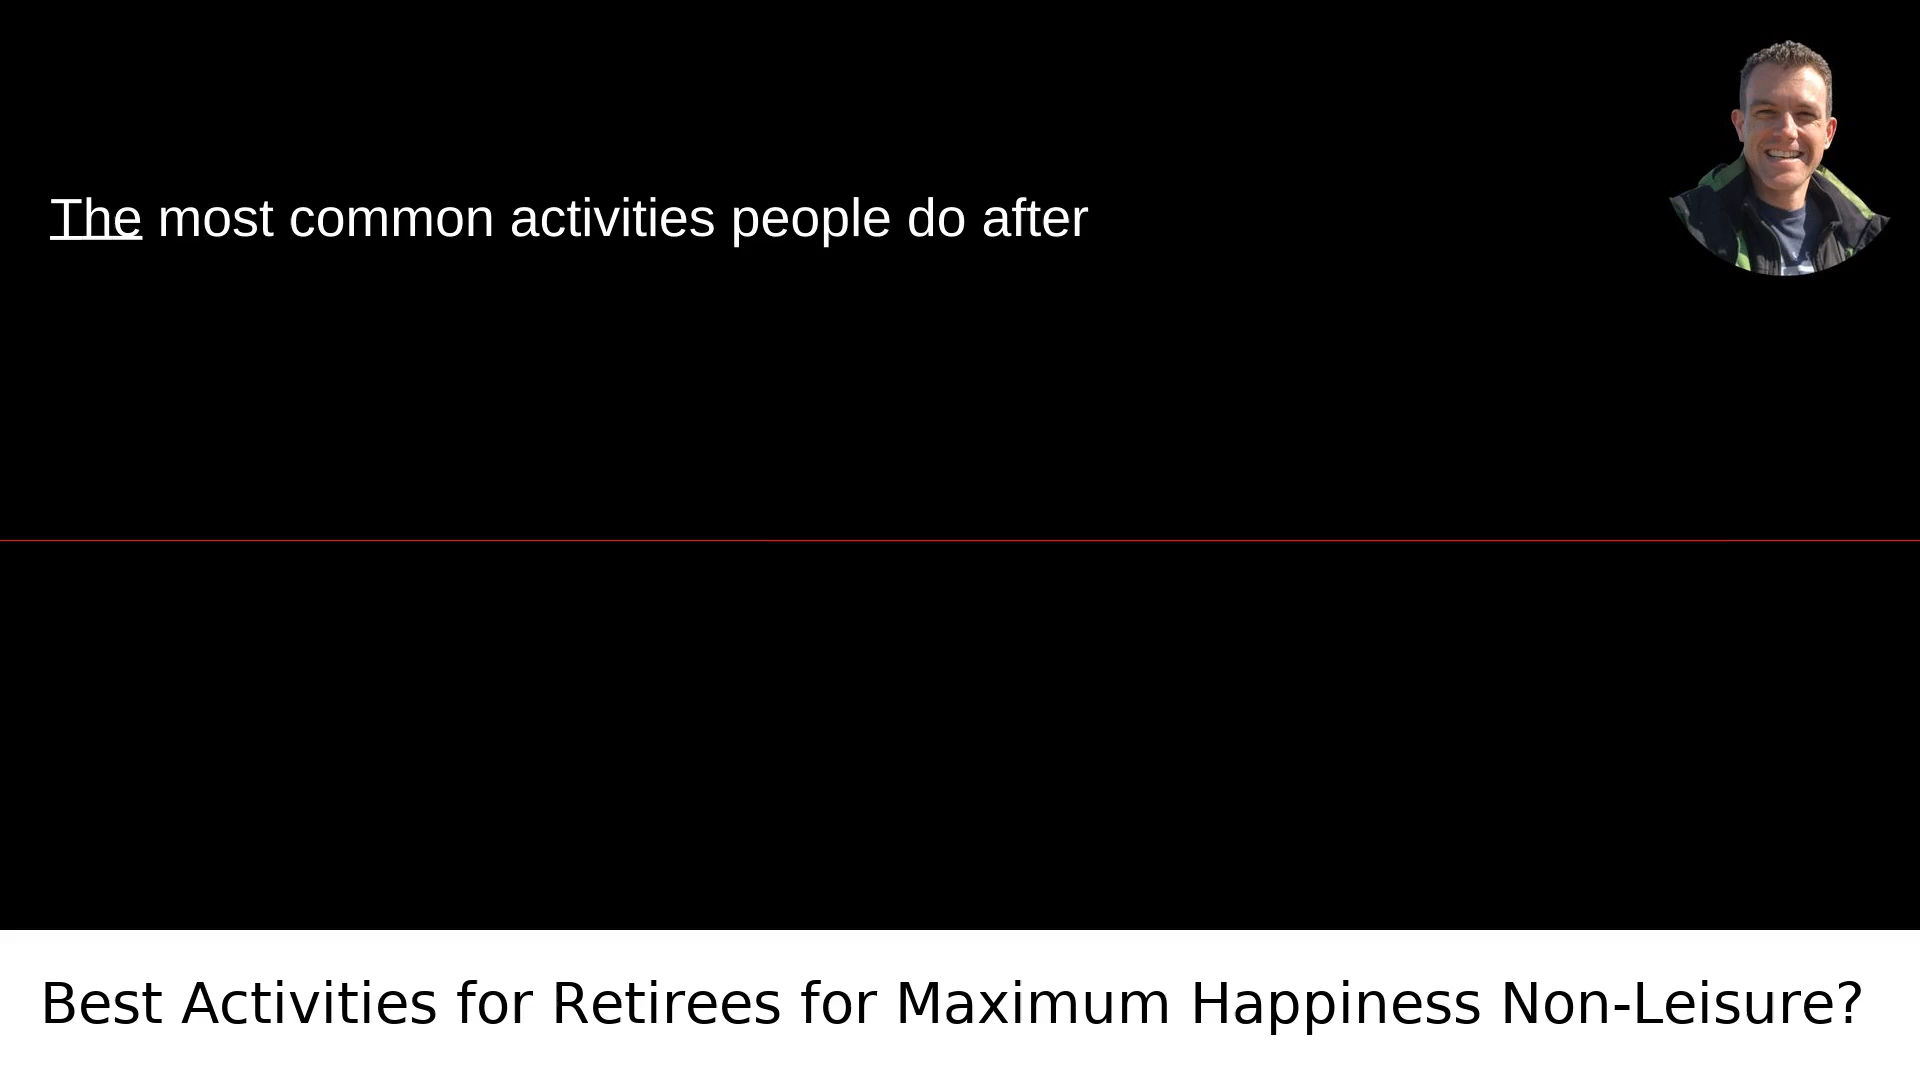 The most common activities people do after
Best Activities for Retirees for Maximum Happiness Non-Leisure?